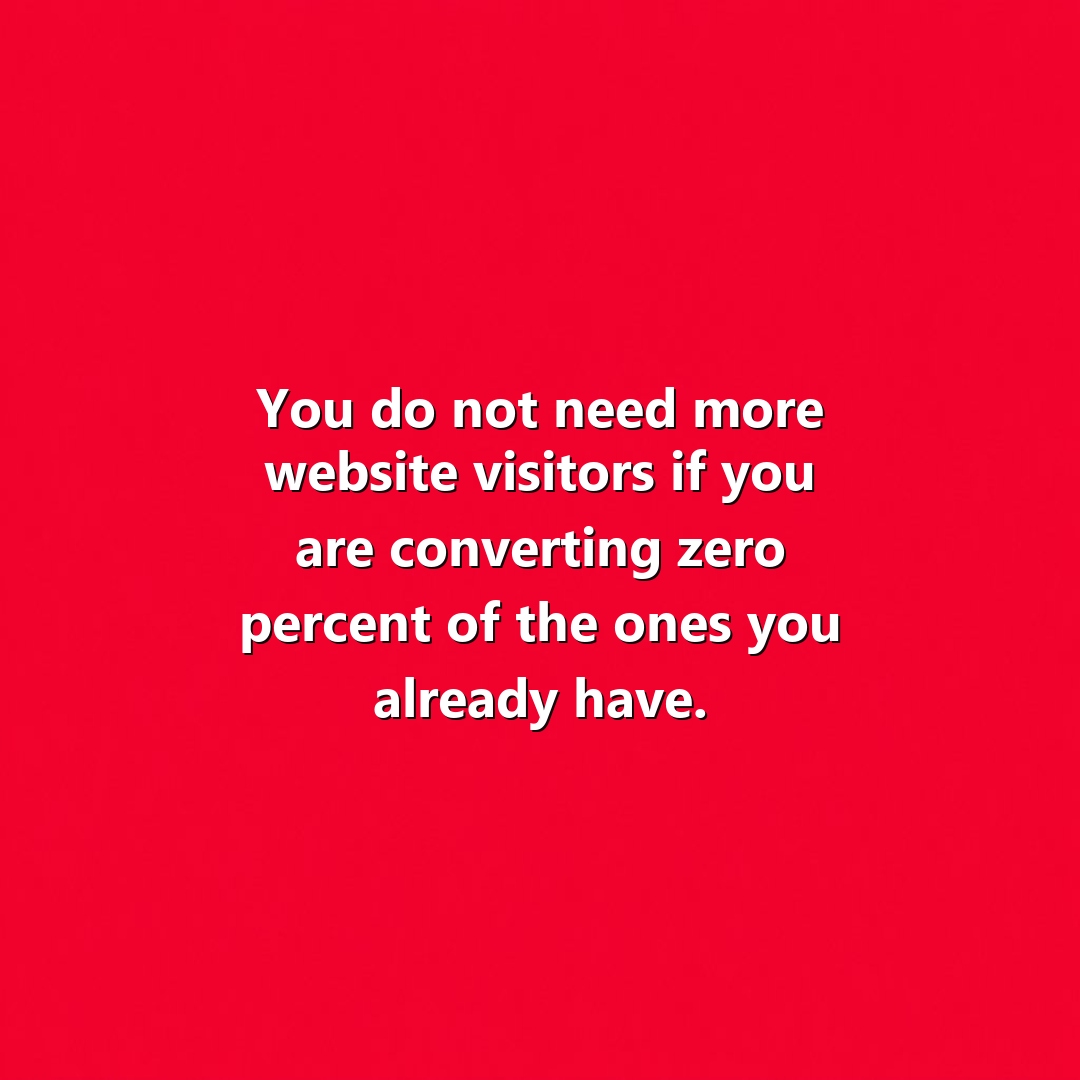 You do not need more
website visitors if you
are converting zero
percent of the ones you
already have.